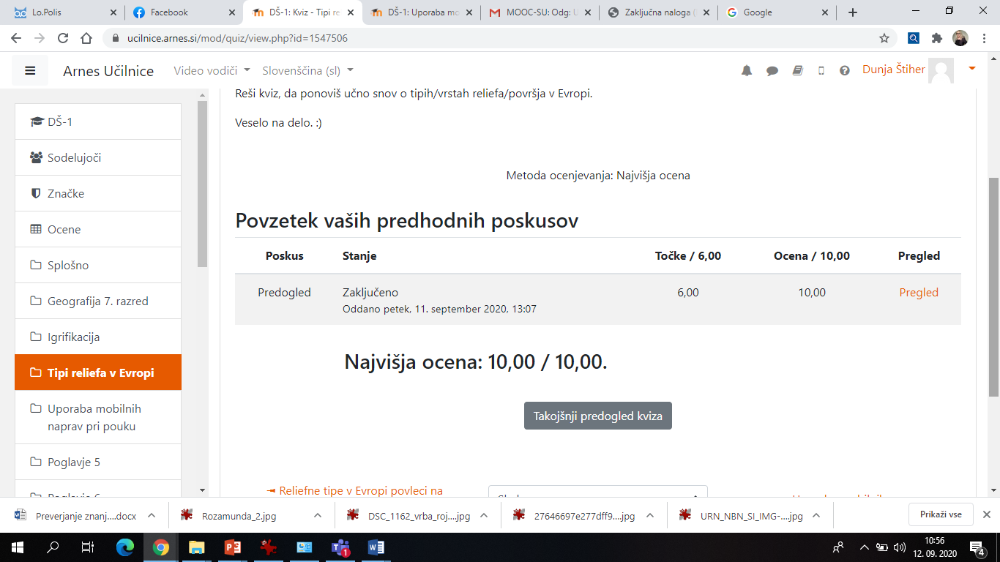 Lo.Polis
Facebook
DŠ-1: Kviz - Tipi re
DŠ-1: Uporaba mo
MOOC-SU: Odg: U
Zaključna naloga (
Google
ucilnice.arnes.si/mod/quiz/view.php?id=1547506
Arnes Učilnice
Video vodiči
Slovenščina (sl)
Dunja Štiher
DŠ-1
Sodelujoči
Značke
Ocene
Splošno
Geografija 7. razred
Igrifikacija
Tipi reliefa v Evropi
Uporaba mobilnih
naprav pri pouku
Poglavje 5
Reši kviz, da ponoviš učno snov o tipih/vrstah reliefa/površja v Evropi.
Veselo na delo. :)
Metoda ocenjevanja: Najvišja ocena
Povzetek vaših predhodnih poskusov
Poskus Stanje Točke / 6,00 Ocena / 10,00 Pregled
Predogled Zaključeno 6,00 10,00 Pregled
Oddano petek, 11. september 2020, 13:07
Najvišja ocena: 10,00 / 10,00.
Takojšnji predogled kviza
◄ Reliefne tipe v Evropi povleci na
Preverjanje znanj....docx
Rozamunda_2.jpg
DSC_1162_vrba_roj....jpg
27646697e277dff9....jpg
URN_NBN_SI_IMG-....jpg
Prikaži vse
1
10:56
12. 09. 2020
4